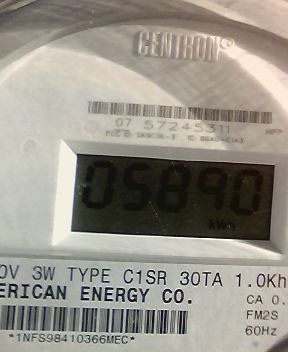 CENTRON®
07 57245311
05890
kWh
0V 3W TYPE C1SR 30TA 1.0Kh
ERICAN ENERGY CO.
CA 0.
FM2S
*1NFS98410366MEC*
60Hz